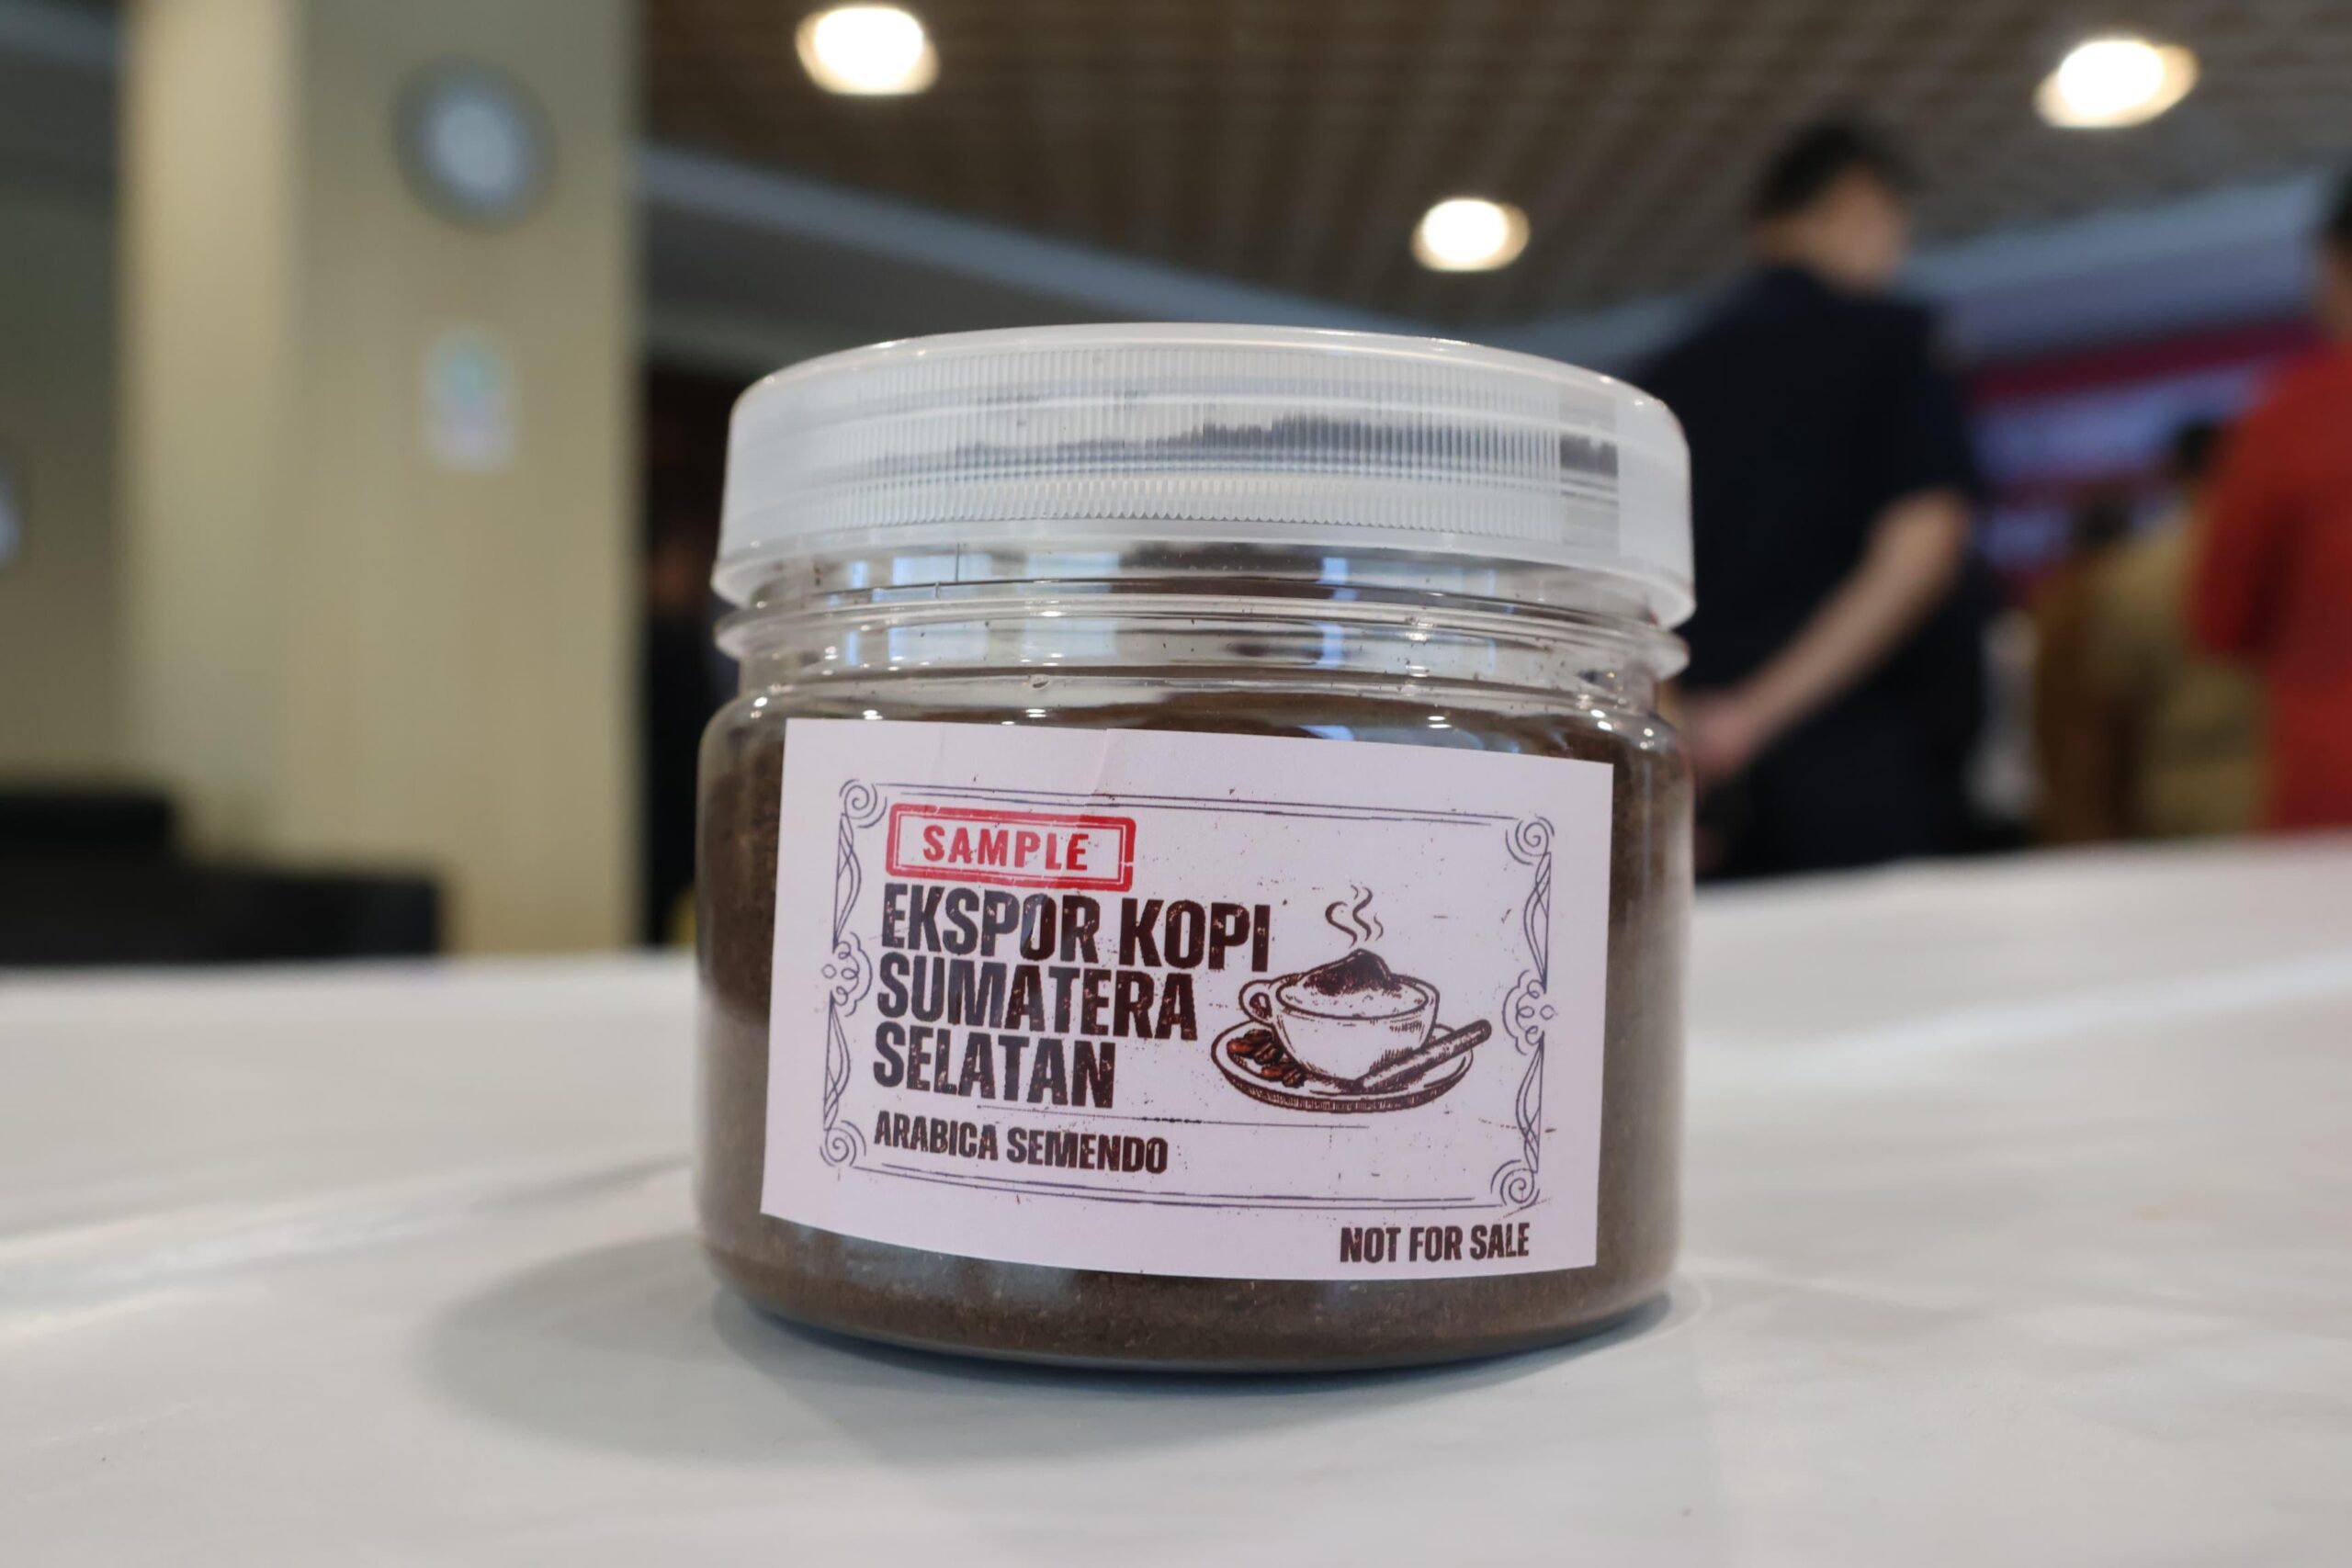 SAMPLE
EKSPOR KOPI
SUMATERA
SELATAN
ARABICA SEMENDO
NOT FOR SALE